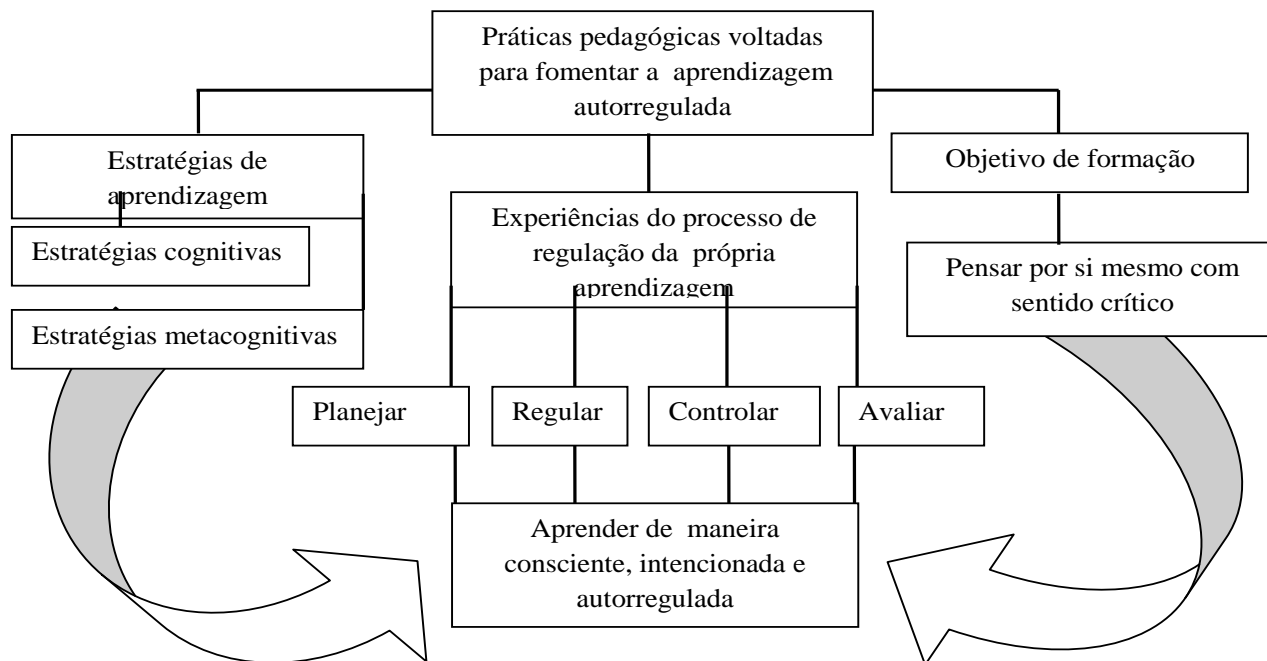 Práticas pedagógicas voltadas
para fomentar a aprendizagem
autorregulada
Estratégias de
aprendizagem
Estratégias cognitivas
Estratégias metacognitivas
Experiências do processo de
regulação da própria
aprendizagem
Objetivo de formação
Pensar por si mesmo com
sentido crítico
Planejar
Regular
Controlar
Avaliar
Aprender de maneira
consciente, intencionada e
autorregulada